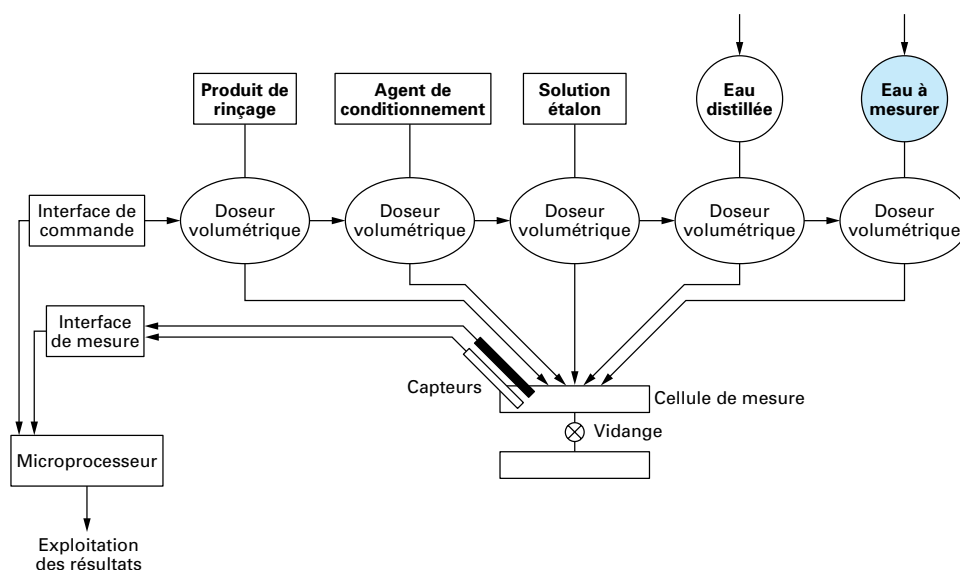 Produit de
rinçage
Agent de
conditionnement
Solution
étalon
Eau
distillée
Eau à
mesurer
Interface de
commande
Doseur
volumétrique
Doseur
volumétrique
Doseur
volumétrique
Doseur
volumétrique
Doseur
volumétrique
Interface
de mesure
Capteurs
Cellule de mesure
Vidange
Microprocesseur
Exploitation
des résultats